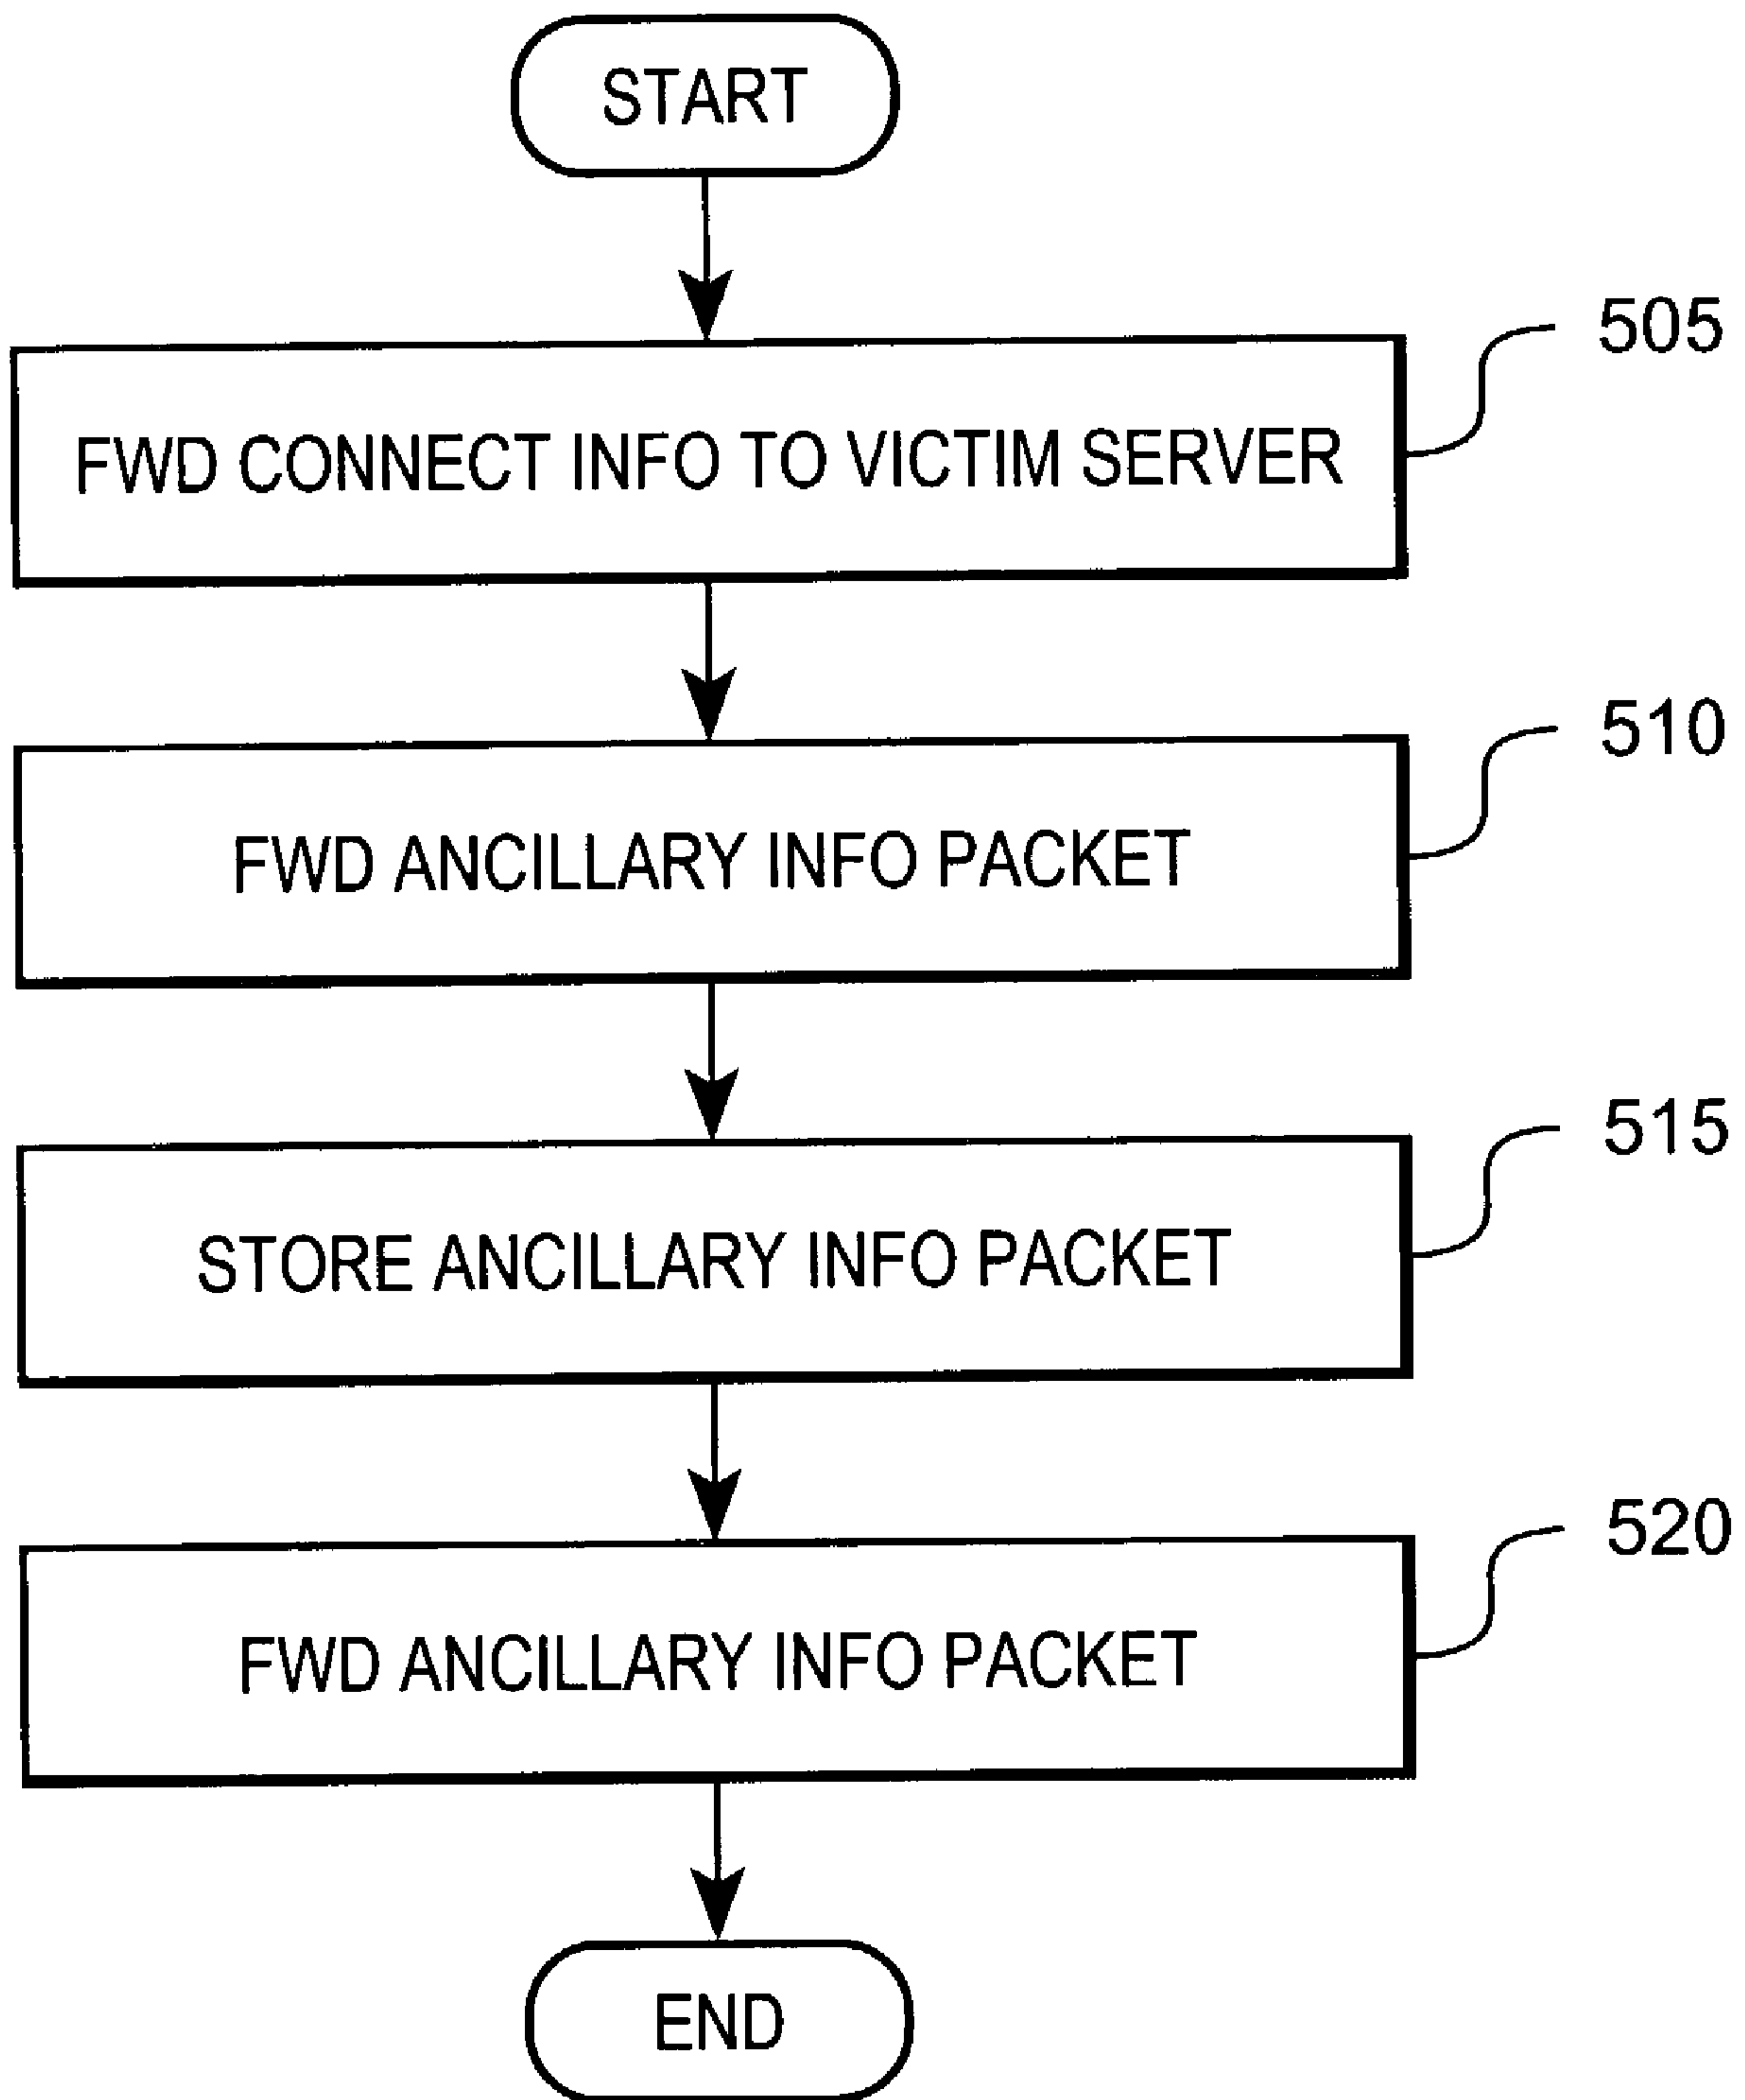 START
505
FWD CONNECT INFO TO VICTIM SERVER
510
FWD ANCILLARY INFO PACKET
515
STORE ANCILLARY INFO PACKET
520
FWD ANCILLARY INFO PACKET
END